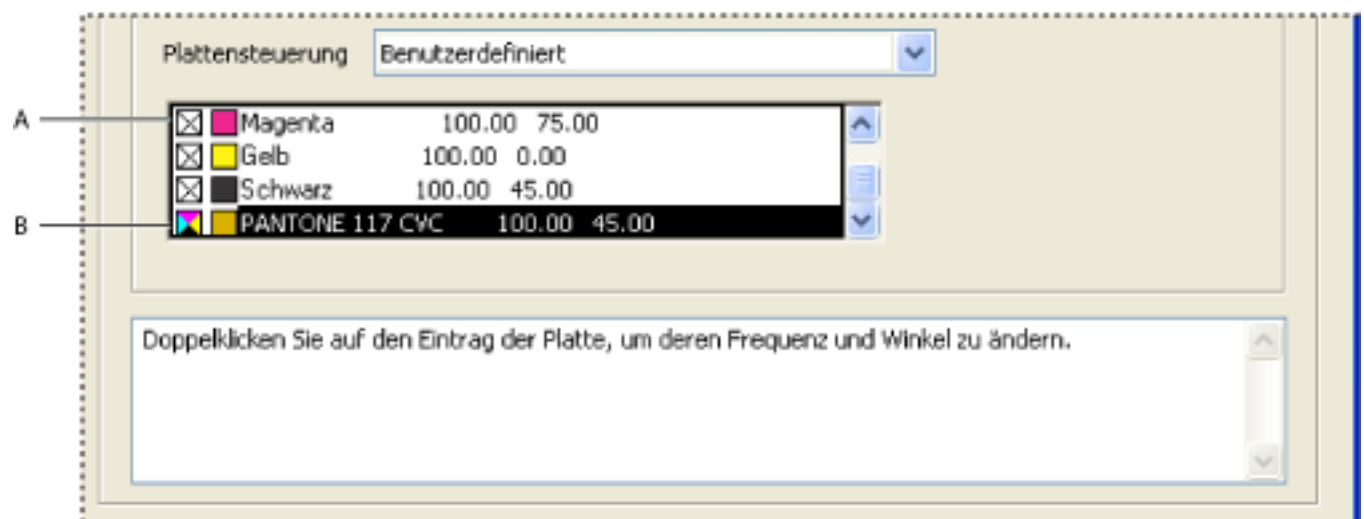 Plattensteuerung Benutzerdefiniert
A Magenta 100.00 75.00
Gelb 100.00 0.00
Schwarz 100.00 45.00
B PANTONE 117 CVC 100.00 45.00
Doppelklicken Sie auf den Eintrag der Platte, um deren Frequenz und Winkel zu ändern.